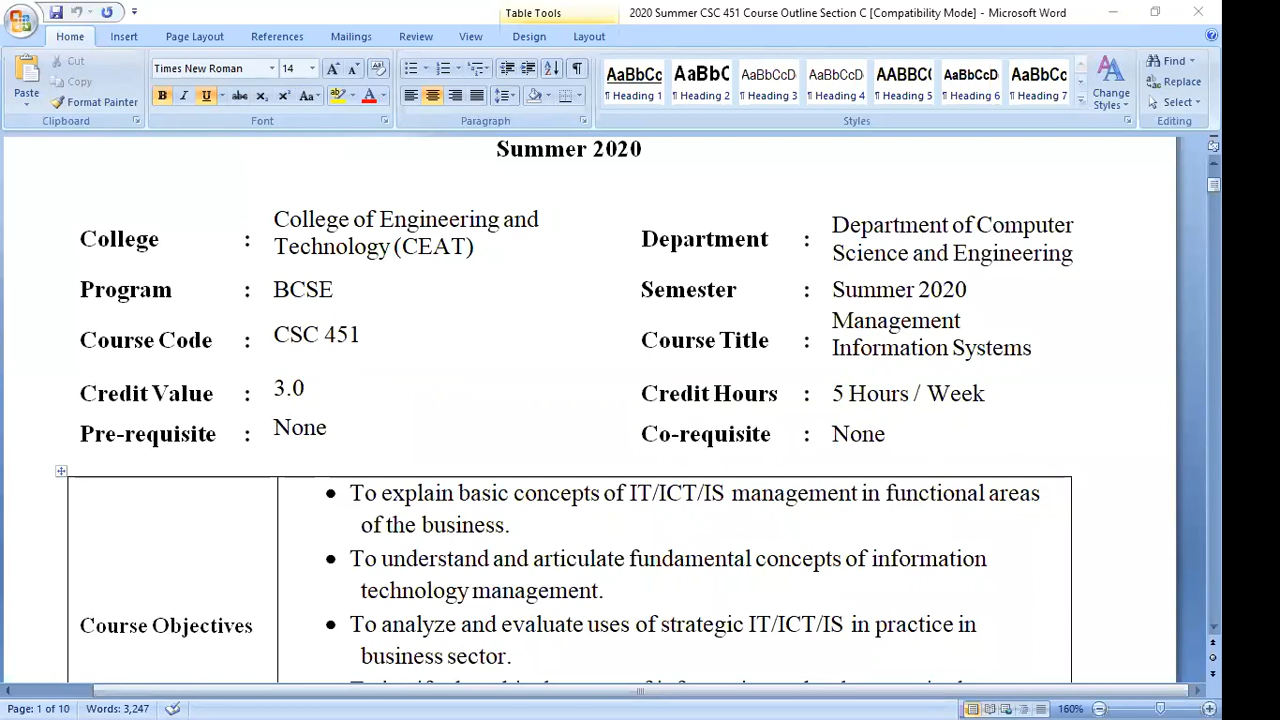 Table Tools
2020 Summer CSC 451 Course Outline Section C [Compatibility Mode] - Microsoft Word
Home Insert Page Layout References Mailings Review View Design Layout
Paste
Cut
Copy
Format Painter
Clipboard
Times New Roman 14
B I U abc x₂ x² Aa A
Font
Paragraph
AaBbCc AaBbC AaBbCcD AaBbCcD AABBC( AaBbCcD AaBbCc
¶ Heading 1 ¶ Heading 2 ¶ Heading 3 ¶ Heading 4 ¶ Heading 5 ¶ Heading 6 ¶ Heading 7
Styles
Change
Styles
Find
Replace
Select
Editing
Summer 2020
College : College of Engineering and
Technology (CEAT)
Department : Department of Computer
Science and Engineering
Program : BCSE
Semester : Summer 2020
Course Code : CSC 451
Course Title : Management
Information Systems
Credit Value : 3.0
Credit Hours : 5 Hours / Week
Pre-requisite : None
Co-requisite : None
Course Objectives
• To explain basic concepts of IT/ICT/IS management in functional areas
of the business.
• To understand and articulate fundamental concepts of information
technology management.
• To analyze and evaluate uses of strategic IT/ICT/IS in practice in
business sector.
Page: 1 of 10 Words: 3,247
160%